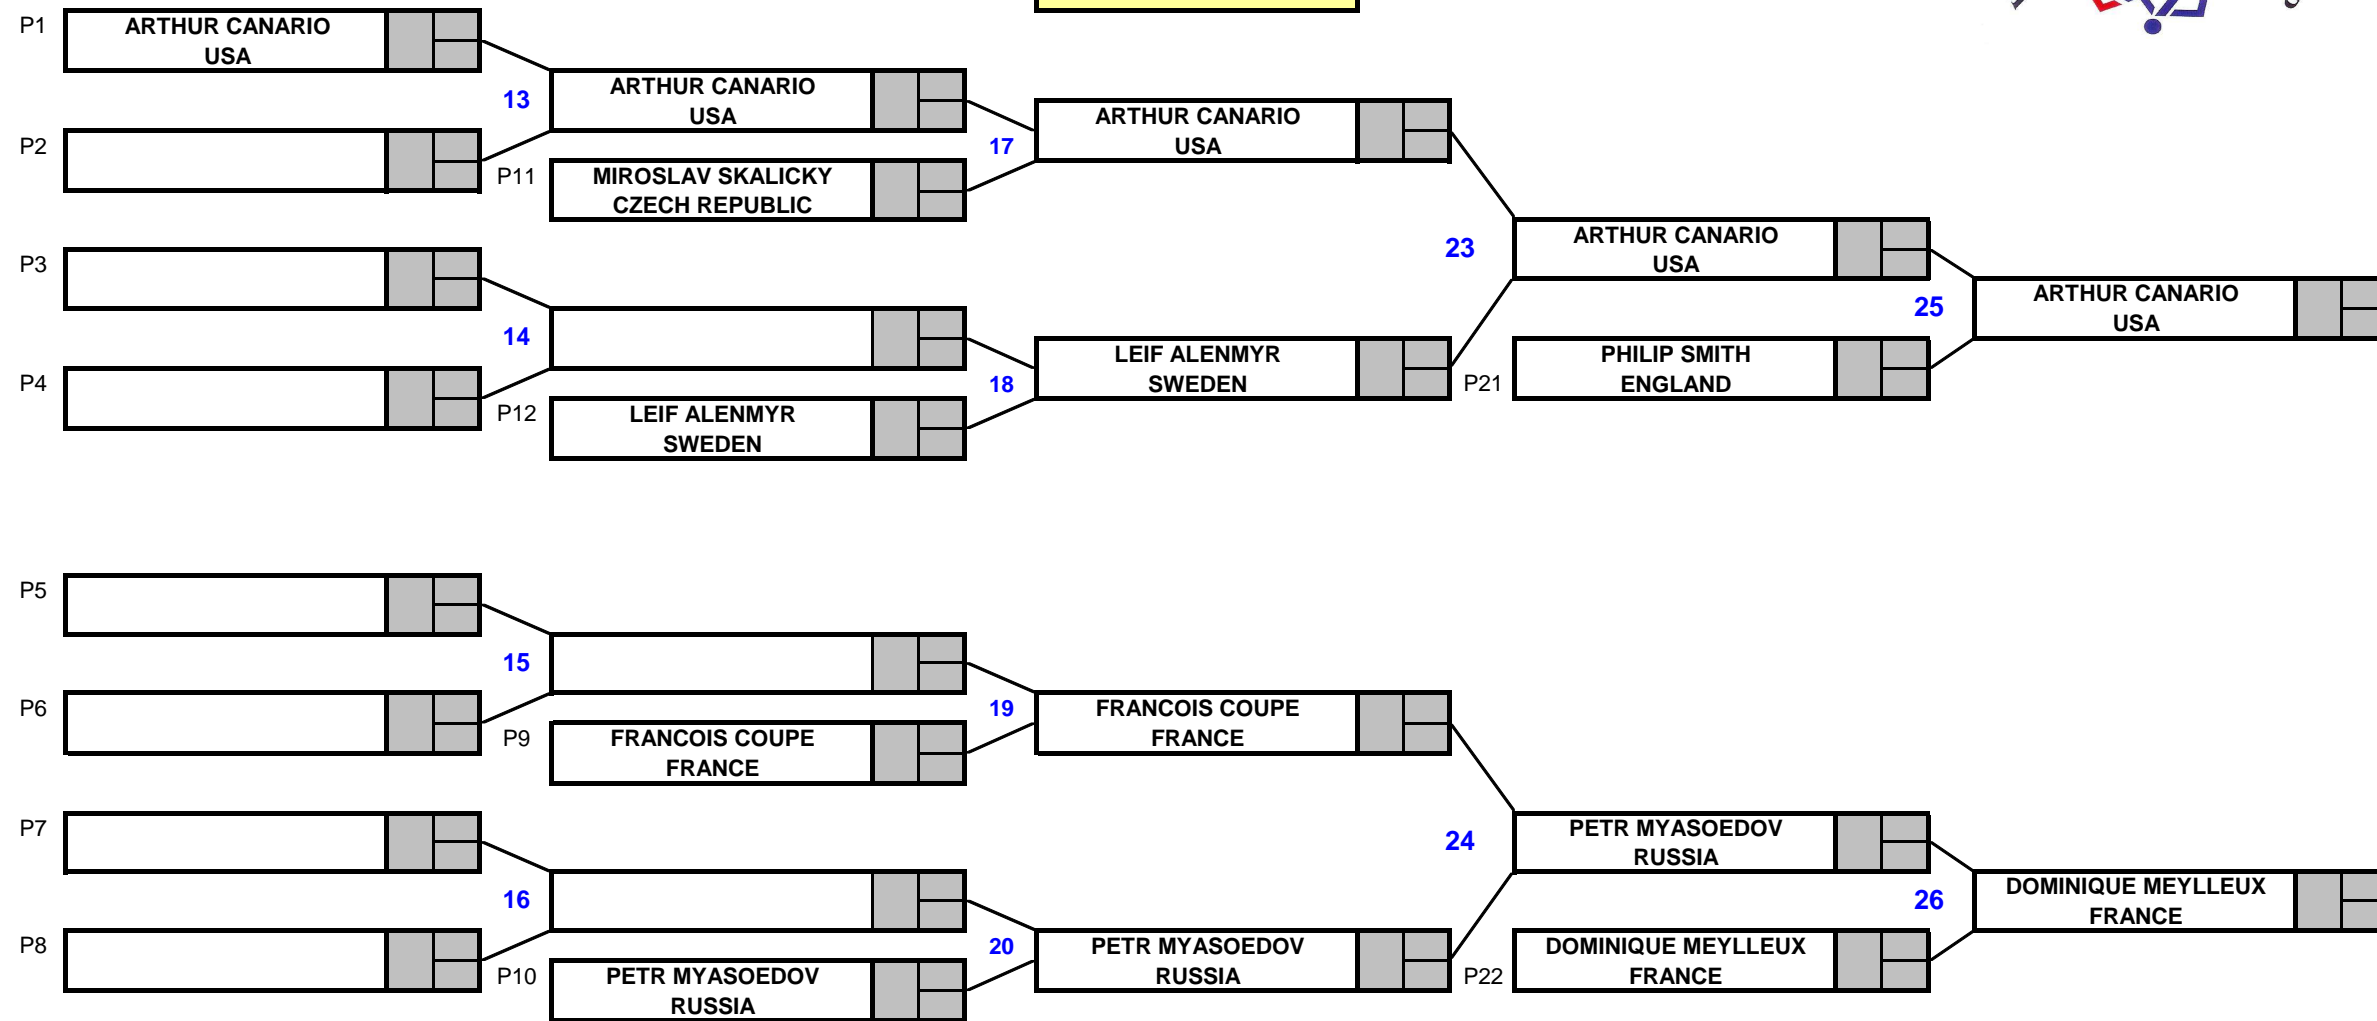 P1
ARTHUR CANARIO
USA
13
ARTHUR CANARIO
USA
17
ARTHUR CANARIO
USA
P2
P11
MIROSLAV SKALICKY
CZECH REPUBLIC
23
ARTHUR CANARIO
USA
P3
25
ARTHUR CANARIO
USA
14
18
LEIF ALENMYR
SWEDEN
P21
PHILIP SMITH
ENGLAND
P4
P12
LEIF ALENMYR
SWEDEN
P5
15
P6
19
FRANCOIS COUPE
FRANCE
P9
FRANCOIS COUPE
FRANCE
P7
24
PETR MYASOEDOV
RUSSIA
16
26
DOMINIQUE MEYLLEUX
FRANCE
P8
20
PETR MYASOEDOV
RUSSIA
P22
DOMINIQUE MEYLLEUX
FRANCE
P10
PETR MYASOEDOV
RUSSIA